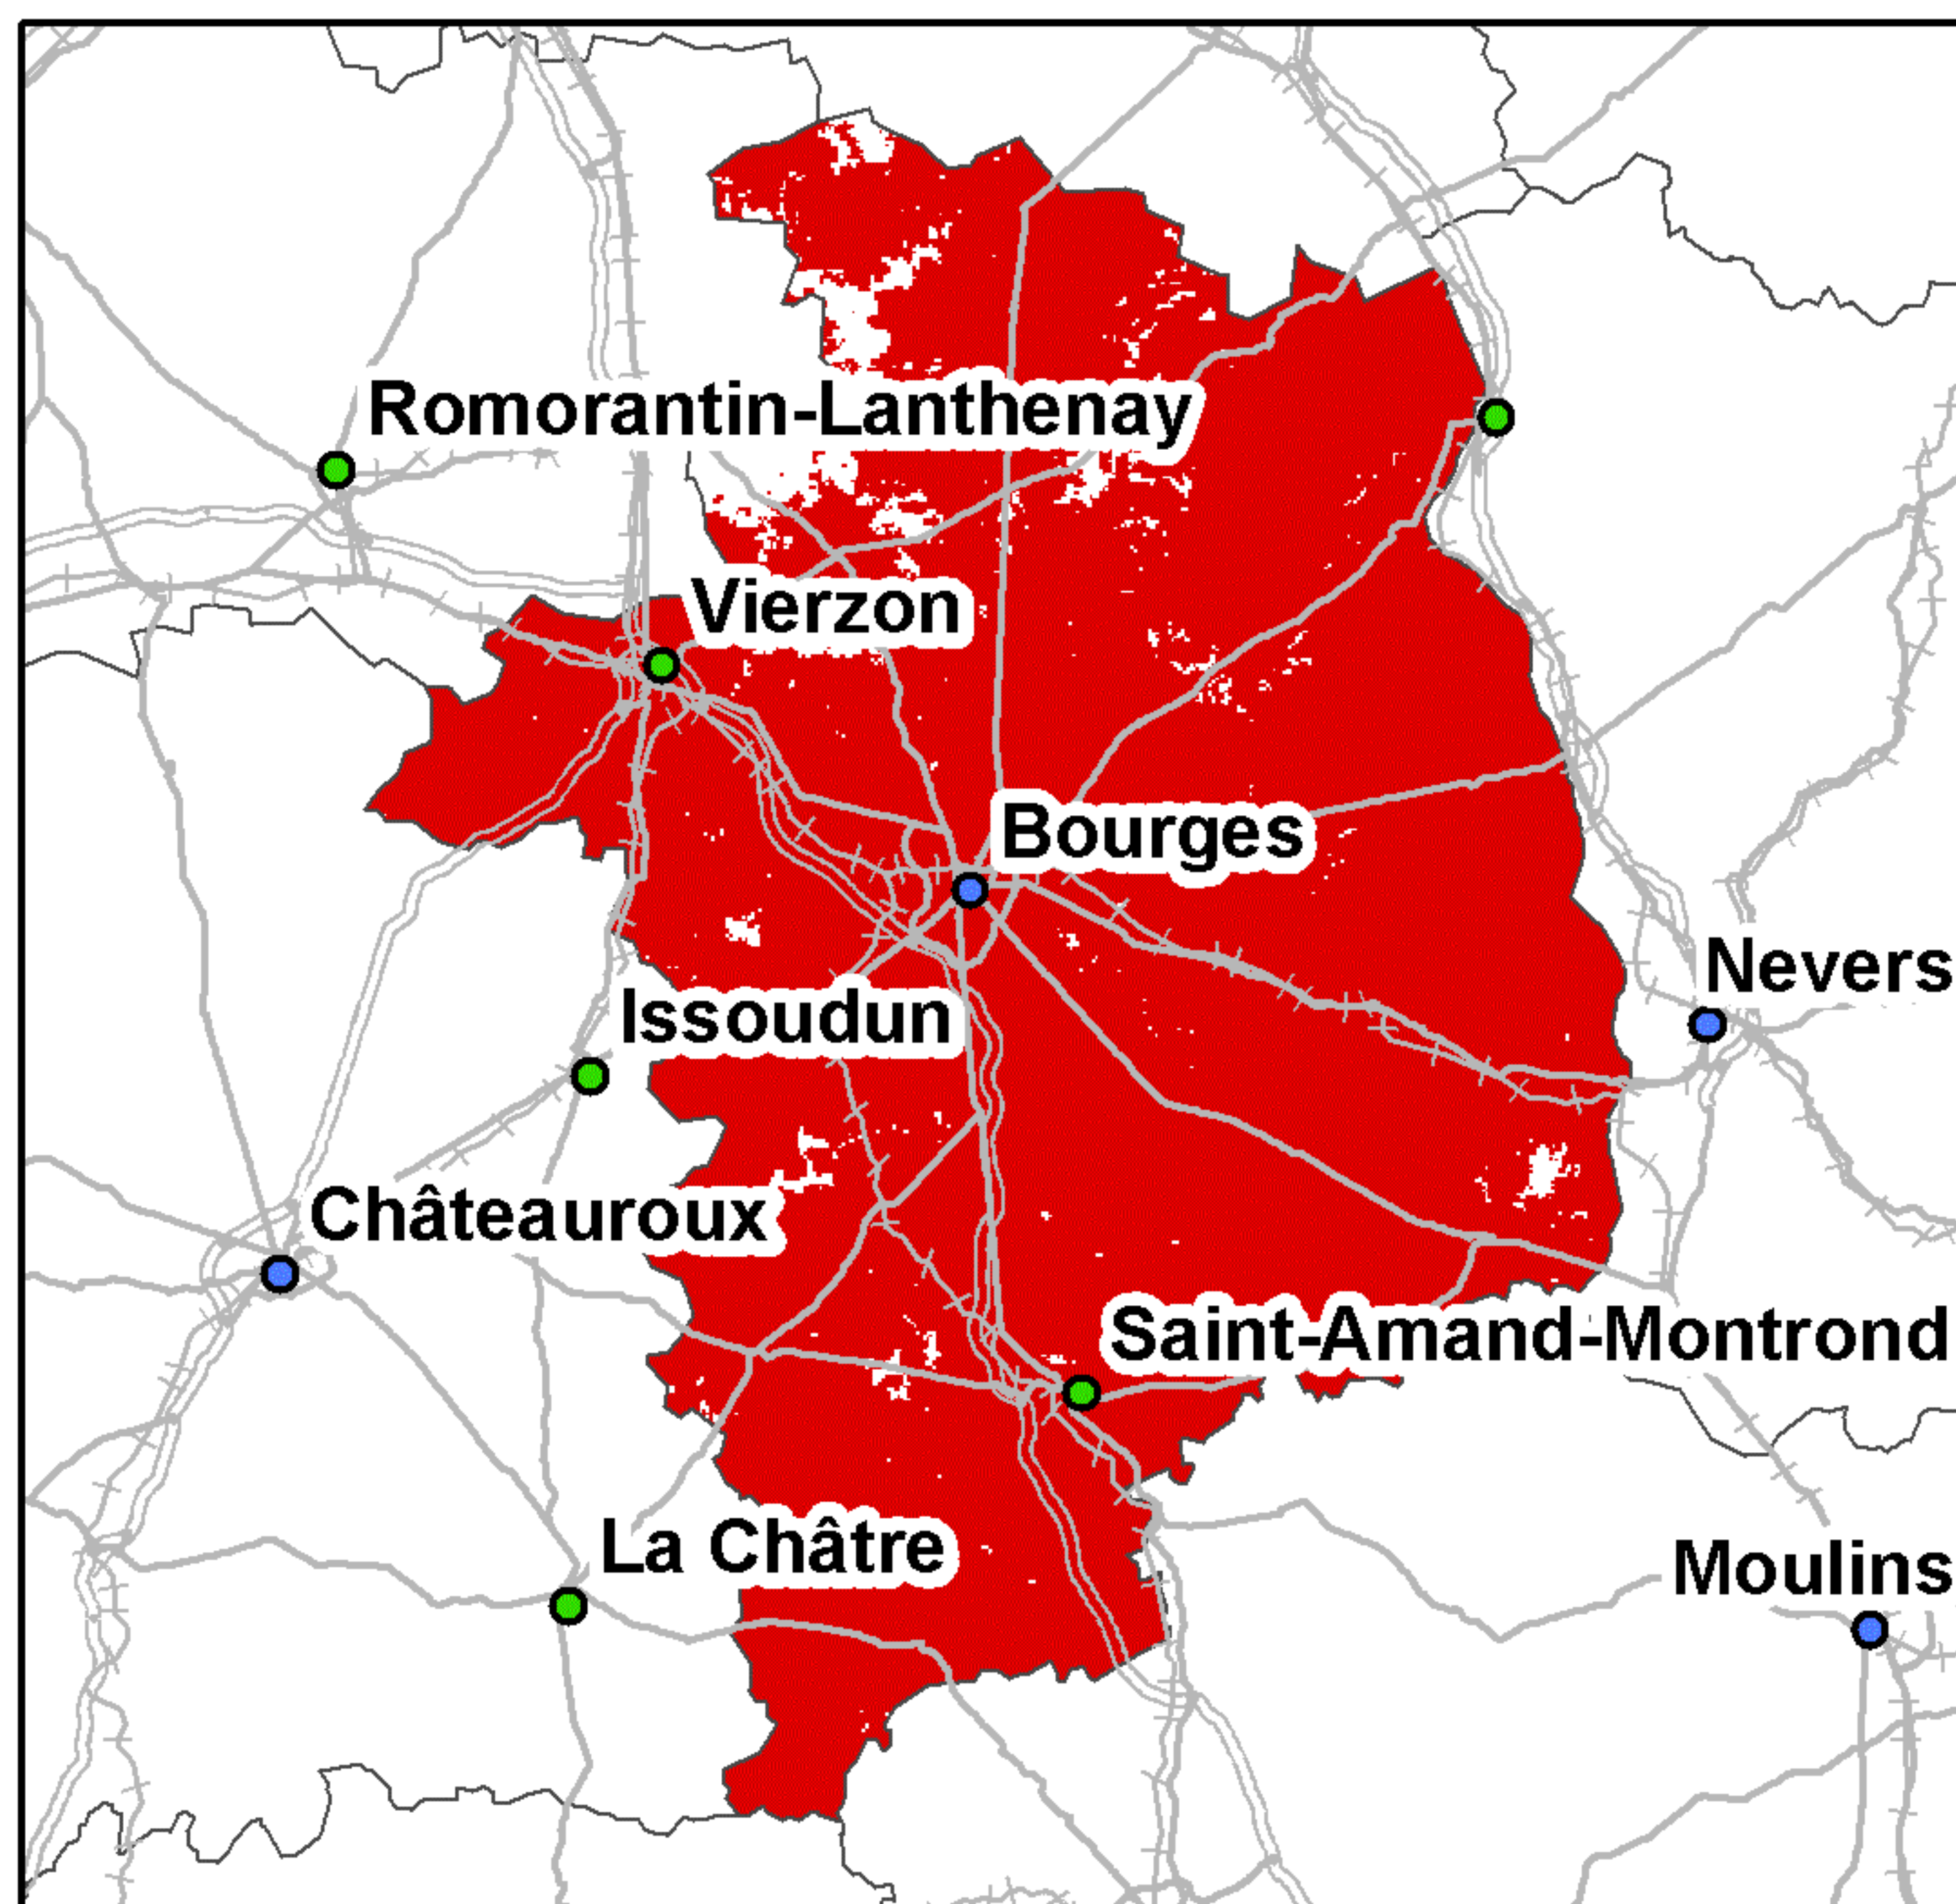 Romorantin-Lanthenay
Vierzon
Bourges
Nevers
Issoudun
Châteauroux
Saint-Amand-Montrond
La Châtre
Moulins